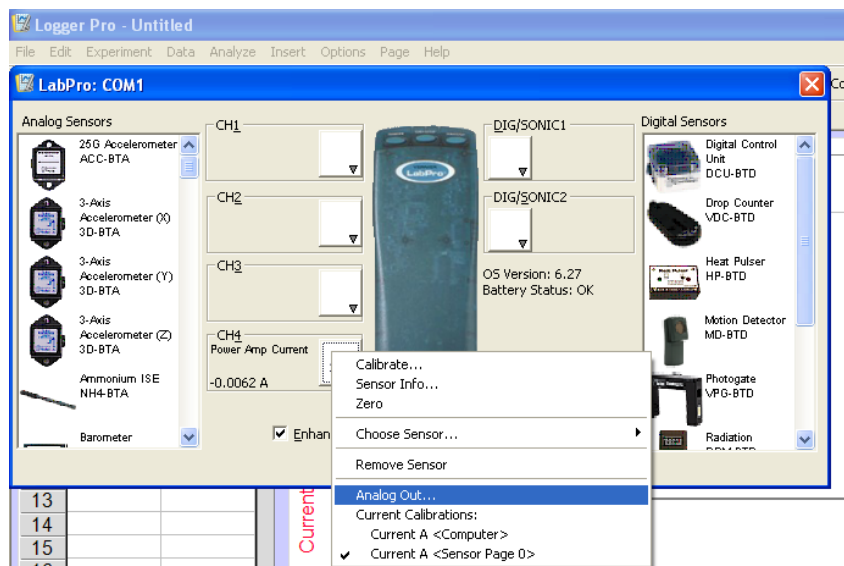 Logger Pro - Untitled
File Edit Experiment Data Analyze Insert Options Page Help
LabPro: COM1
Analog Sensors
25G Accelerometer
ACC-BTA
3-Axis
Accelerometer (X)
3D-BTA
3-Axis
Accelerometer (Y)
3D-BTA
3-Axis
Accelerometer (Z)
3D-BTA
Ammonium ISE
NH4-BTA
Barometer
CH1
CH2
CH3
CH4
Power Amp Current
-0.0062 A
LabPro
DIG/SONIC1
DIG/SONIC2
OS Version: 6.27
Battery Status: OK
Digital Sensors
Digital Control
Unit
DCU-BTD
Drop Counter
VDC-BTD
Heat Pulser
HP-BTD
Motion Detector
MD-BTD
Photogate
VPG-BTD
Radiation
Enhan
Calibrate...
Sensor Info...
Zero
Choose Sensor...
Remove Sensor
Analog Out...
Current Calibrations:
Current A <Computer>
Current A <Sensor Page 0>
13
14
15
Current